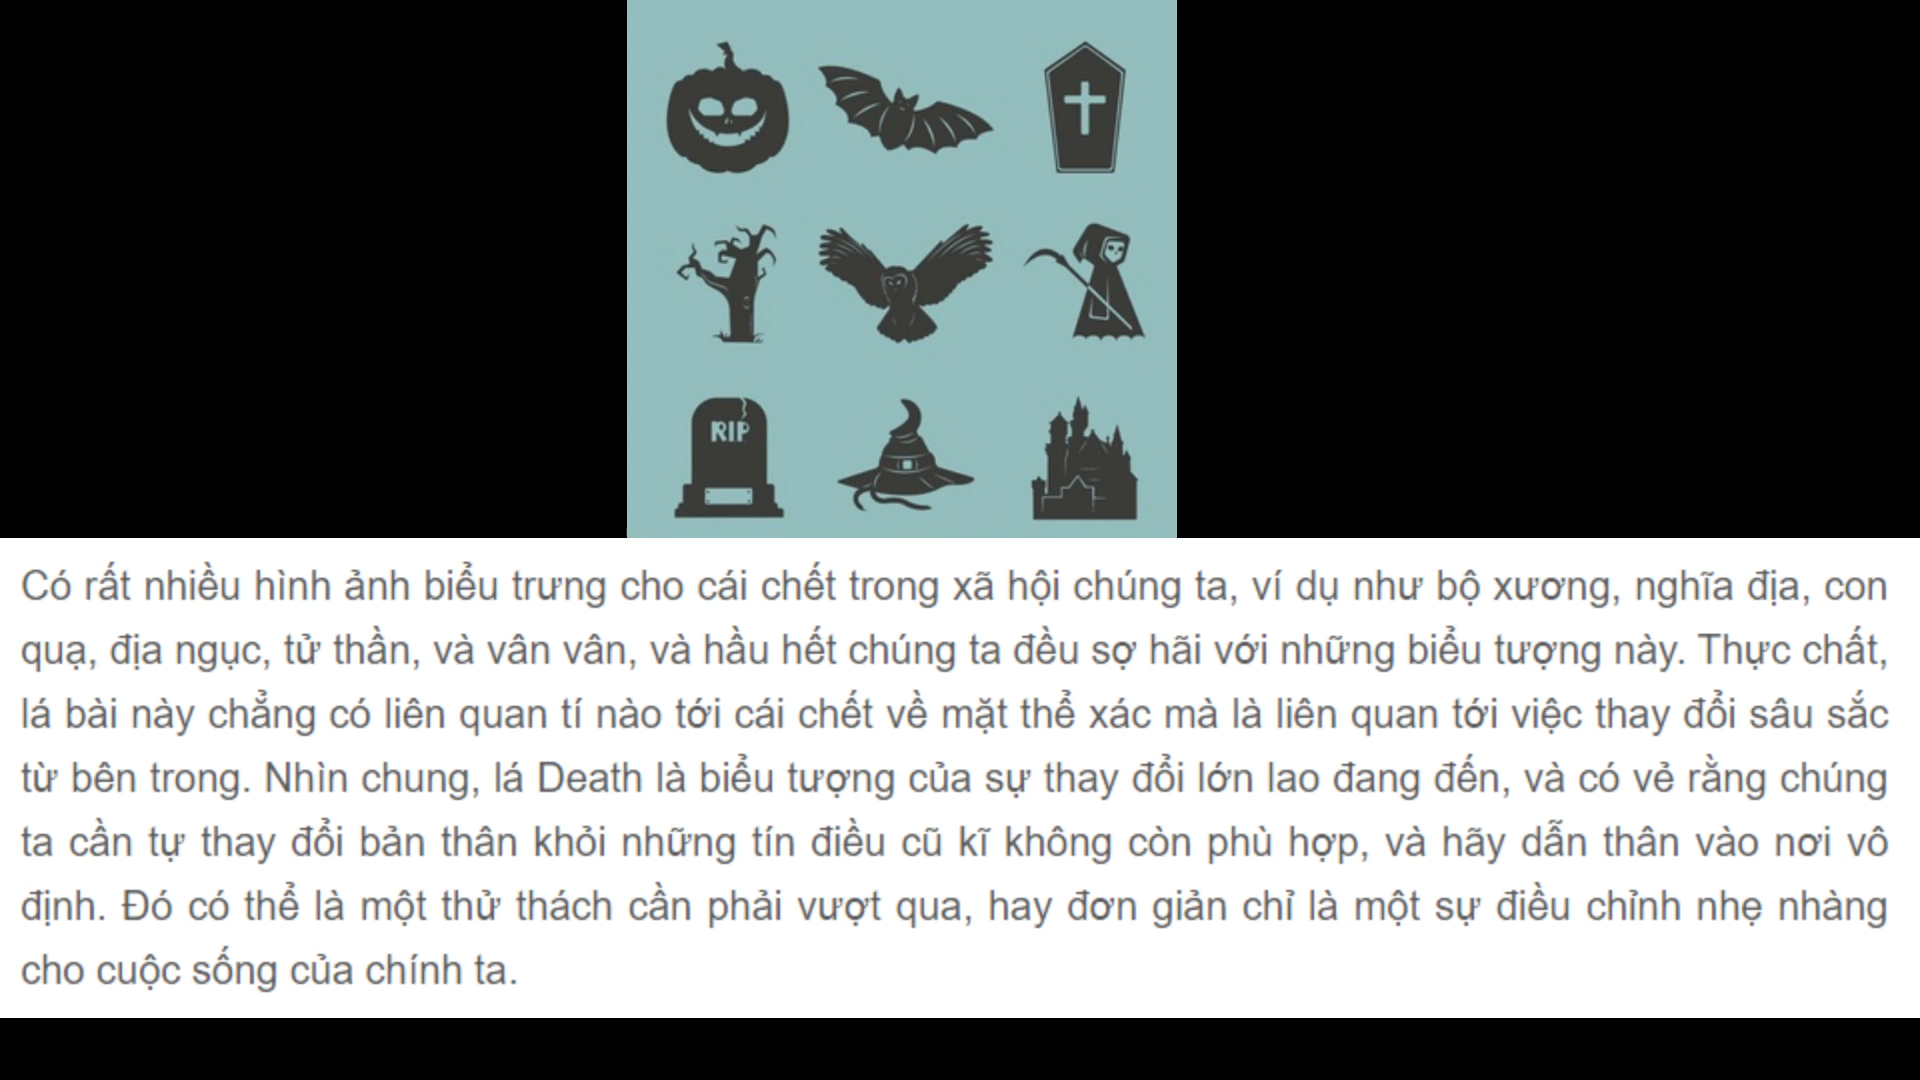 RIP
Có rất nhiều hình ảnh biểu trưng cho cái chết trong xã hội chúng ta, ví dụ như bộ xương, nghĩa địa, con
quạ, địa ngục, tử thần, và vân vân, và hầu hết chúng ta đều sợ hãi với những biểu tượng này. Thực chất,
lá bài này chẳng có liên quan tí nào tới cái chết về mặt thể xác mà là liên quan tới việc thay đổi sâu sắc
từ bên trong. Nhìn chung, lá Death là biểu tượng của sự thay đổi lớn lao đang đến, và có vẻ rằng chúng
ta cần tự thay đổi bản thân khỏi những tín điều cũ kĩ không còn phù hợp, và hãy dẫn thân vào nơi vô
định. Đó có thể là một thử thách cần phải vượt qua, hay đơn giản chỉ là một sự điều chỉnh nhẹ nhàng
cho cuộc sống của chính ta.